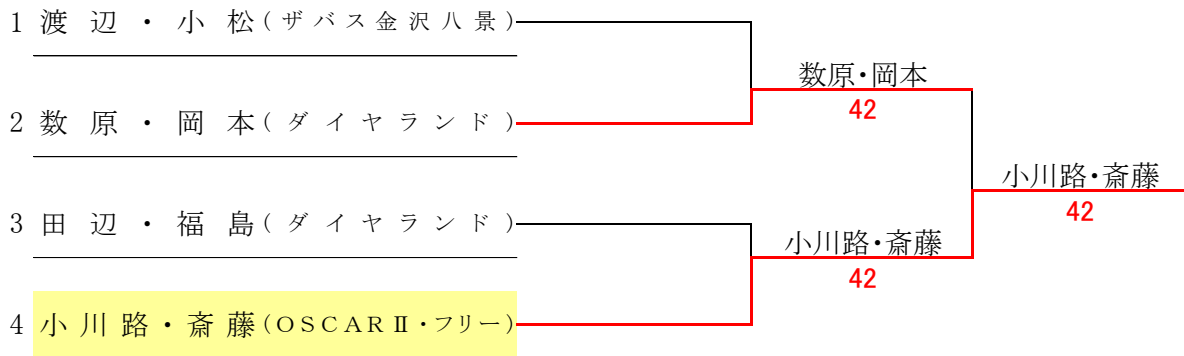 1 渡辺・小松(ザバス金沢八景)
数原・岡本
42
2 数原・岡本(ダイヤランド)
小川路・斎藤
42
3 田辺・福島(ダイヤランド)
小川路・斎藤
42
4 小川路・斎藤(OSCARⅡ・フリー)